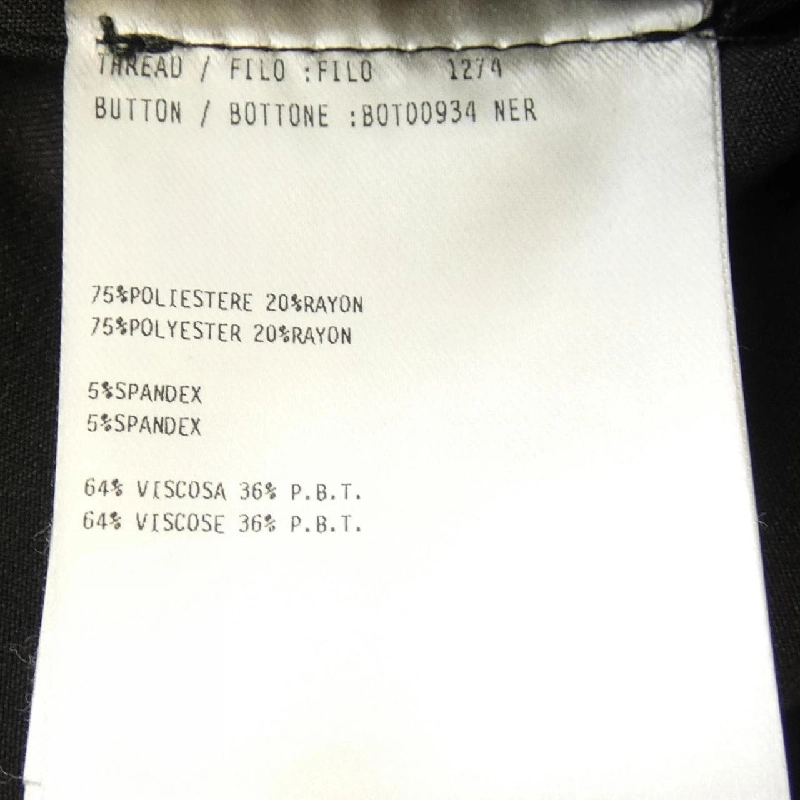 THREAD / FILO :FILO 1274
BUTTON / BOTTONE :BOT00934 NER
75%POLIESTERE 20%RAYON
75%POLYESTER 20%RAYON
5%SPANDEX
5%SPANDEX
64% VISCOSA 36% P.B.T.
64% VISCOSE 36% P.B.T.